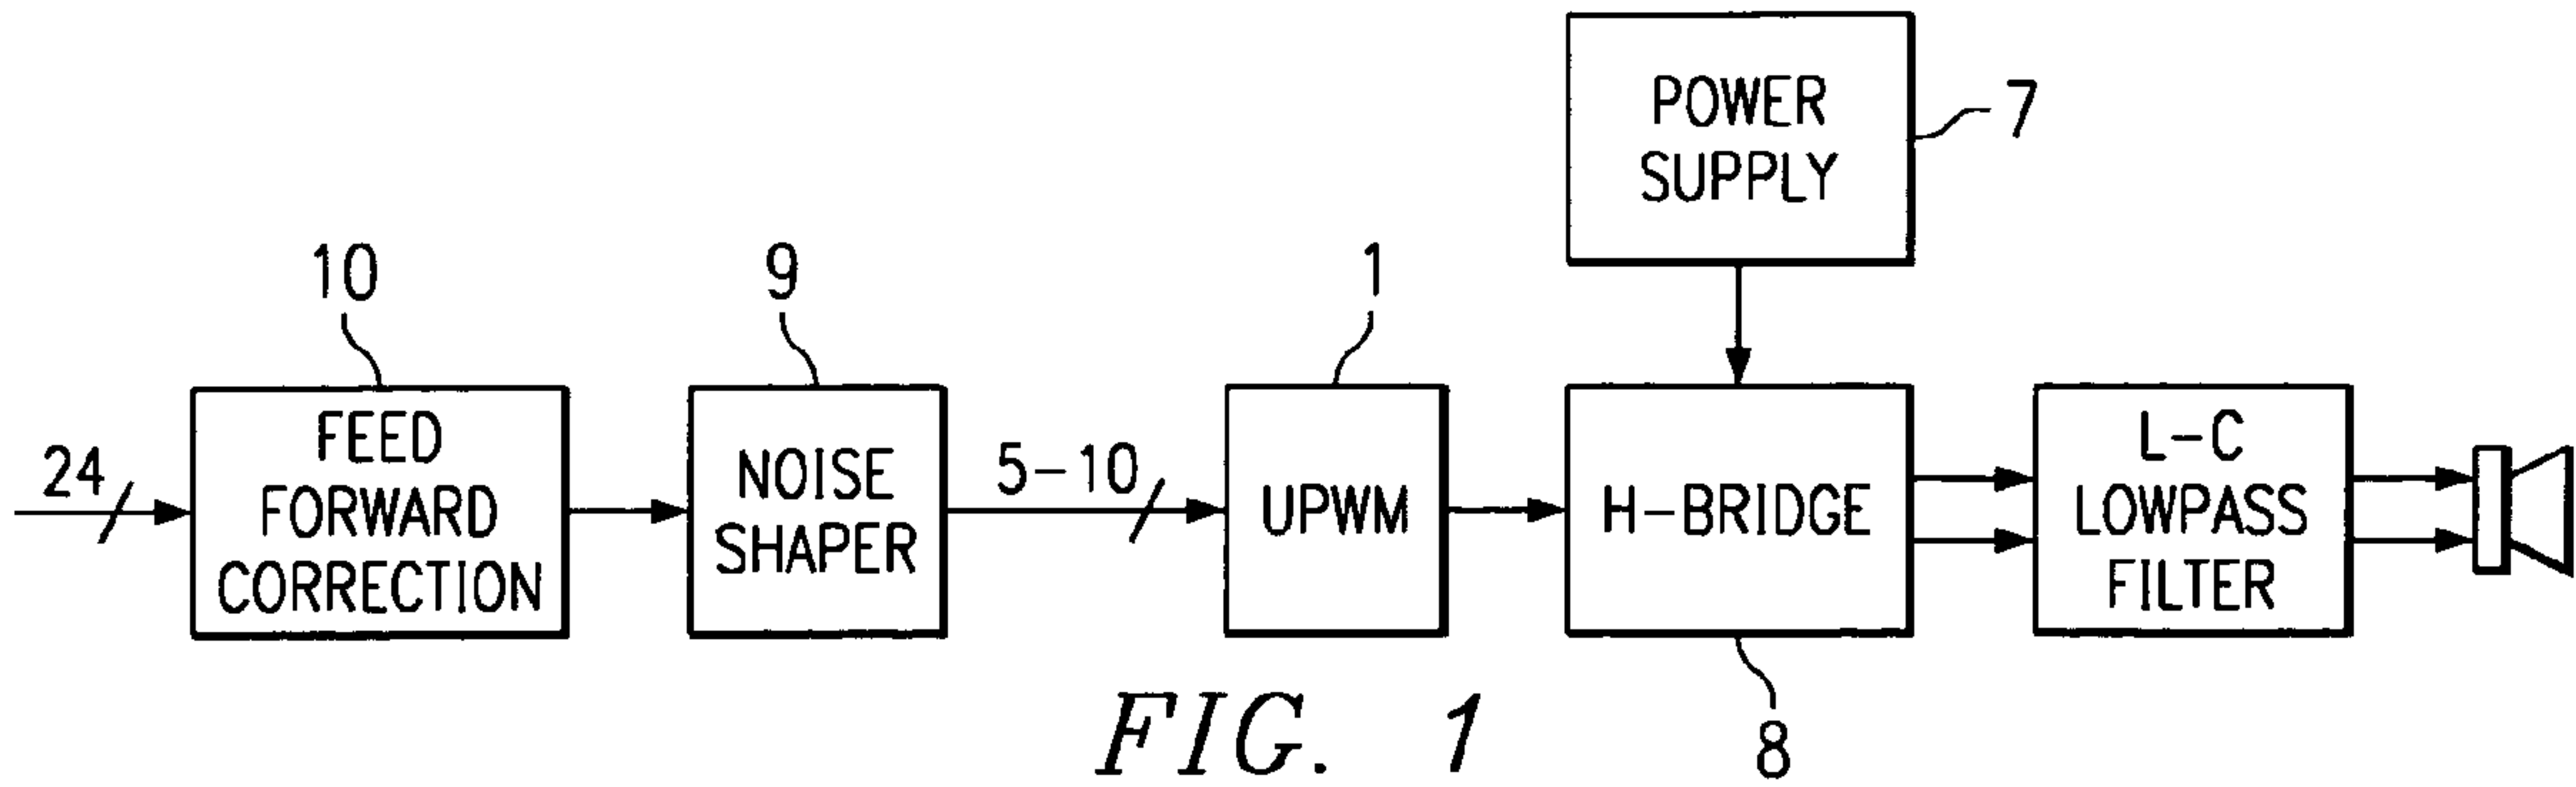 POWER
SUPPLY
7
10
9
1
24
FEED
FORWARD
CORRECTION
NOISE
SHAPER
5-10
UPWM
H-BRIDGE
L-C
LOWPASS
FILTER
8
FIG. 1